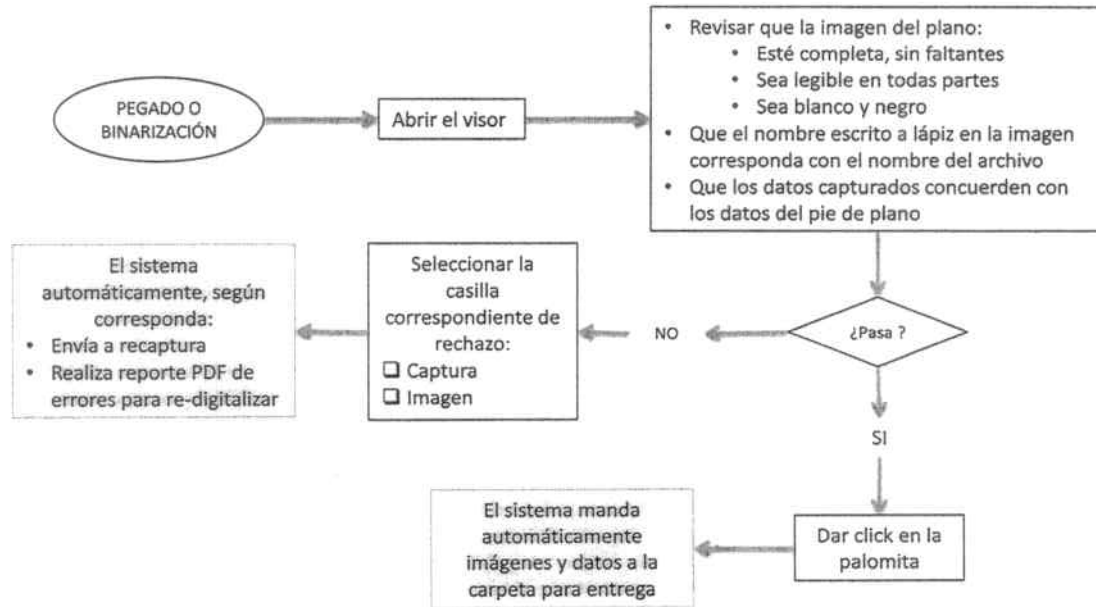 PEGADO O
BINARIZACIÓN
Abrir el visor
• Revisar que la imagen del plano:
• Esté completa, sin faltantes
• Sea legible en todas partes
• Sea blanco y negro
• Que el nombre escrito a lápiz en la imagen
corresponda con el nombre del archivo
• Que los datos capturados concuerden con
los datos del pie de plano
¿Pasa ?
NO
Seleccionar la
casilla
correspondiente de
rechazo:
❑ Captura
❑ Imagen
El sistema
automáticamente, según
corresponda:
• Envía a recaptura
• Realiza reporte PDF de
errores para re-digitalizar
SI
Dar click en la
palomita
El sistema manda
automáticamente
imágenes y datos a la
carpeta para entrega